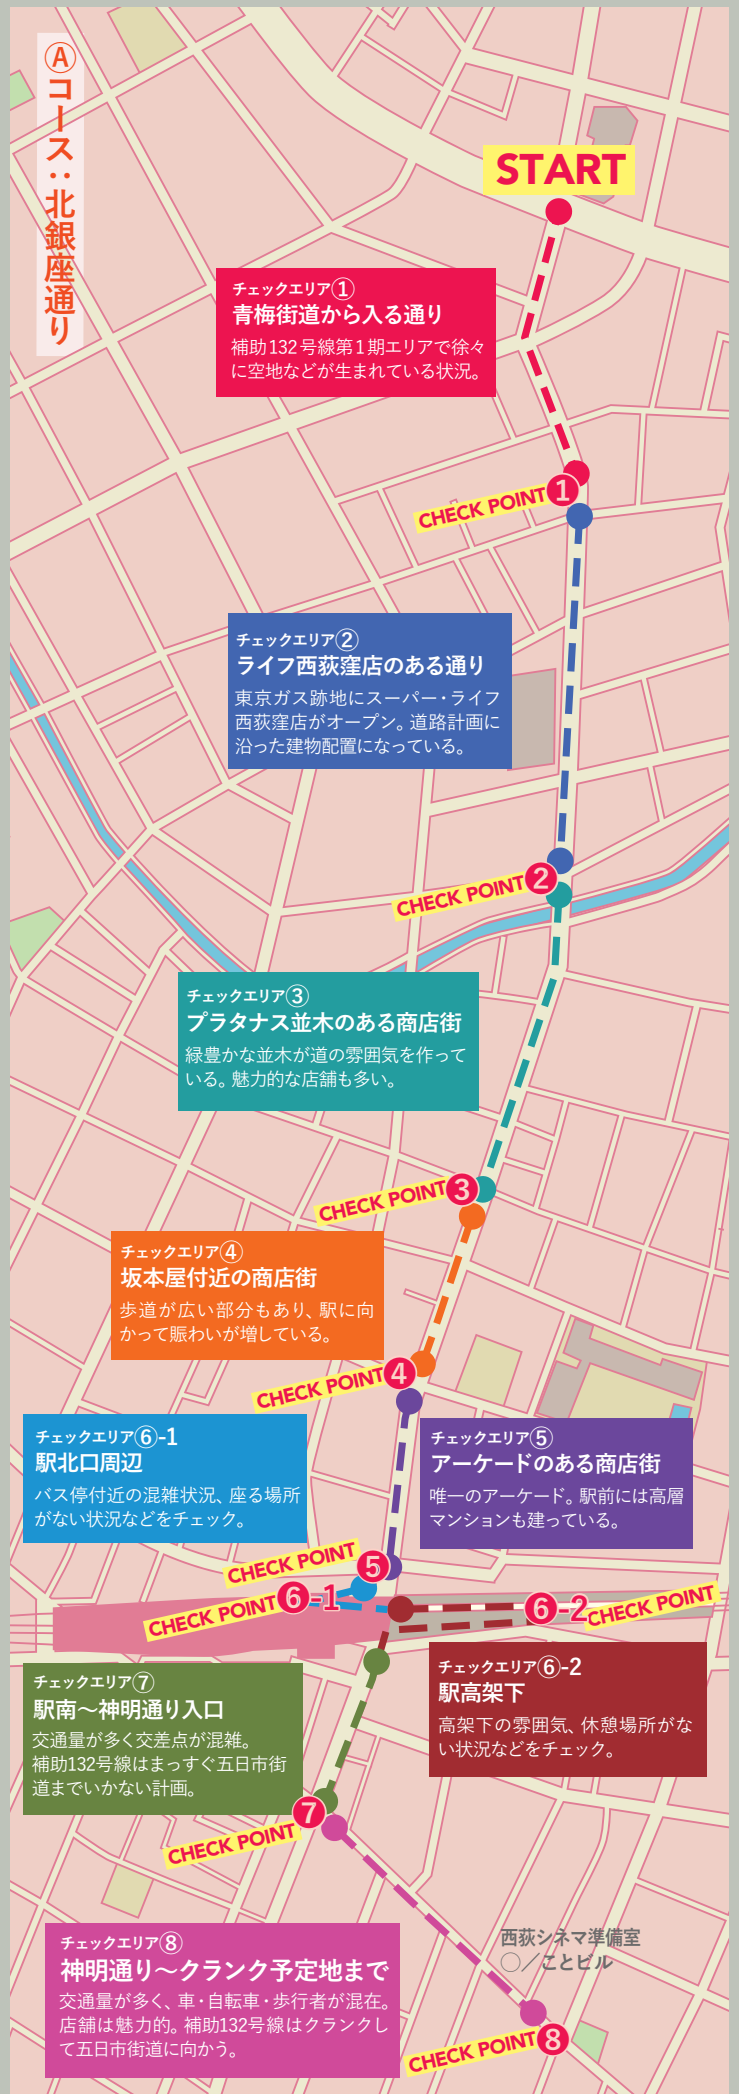 Ⓐコース：北銀座通り
START
チェックエリア①
青梅街道から入る通り
補助132号線第1期エリアで徐々
に空地などが生まれている状況。
CHECK POINT 1
チェックエリア②
ライフ西荻窪店のある通り
東京ガス跡地にスーパー・ライフ
西荻窪店がオープン。道路計画に
沿った建物配置になっている。
CHECK POINT 2
チェックエリア③
プラタナス並木のある商店街
緑豊かな並木が道の雰囲気を作って
いる。魅力的な店舗も多い。
CHECK POINT 3
チェックエリア④
坂本屋付近の商店街
歩道が広い部分もあり、駅に向
かって賑わいが増している。
CHECK POINT 4
チェックエリア⑥-1
駅北口周辺
バス停付近の混雑状況、座る場所
がない状況などをチェック。
チェックエリア⑤
アーケードのある商店街
唯一のアーケード。駅前には高層
マンションも建っている。
CHECK POINT 5
CHECK POINT 6-1
6-2 CHECK POINT
チェックエリア⑥-2
駅高架下
高架下の雰囲気、休憩場所がな
い状況などをチェック。
チェックエリア⑦
駅南〜神明通り入口
交通量が多く交差点が混雑。
補助132号線はまっすぐ五日市街
道までいかない計画。
CHECK POINT 7
チェックエリア⑧
神明通り〜クランク予定地まで
交通量が多く、車・自転車・歩行者が混在。
店舗は魅力的。補助132号線はクランクし
て五日市街道に向かう。
西荻シネマ準備室
○／ことビル
CHECK POINT 8